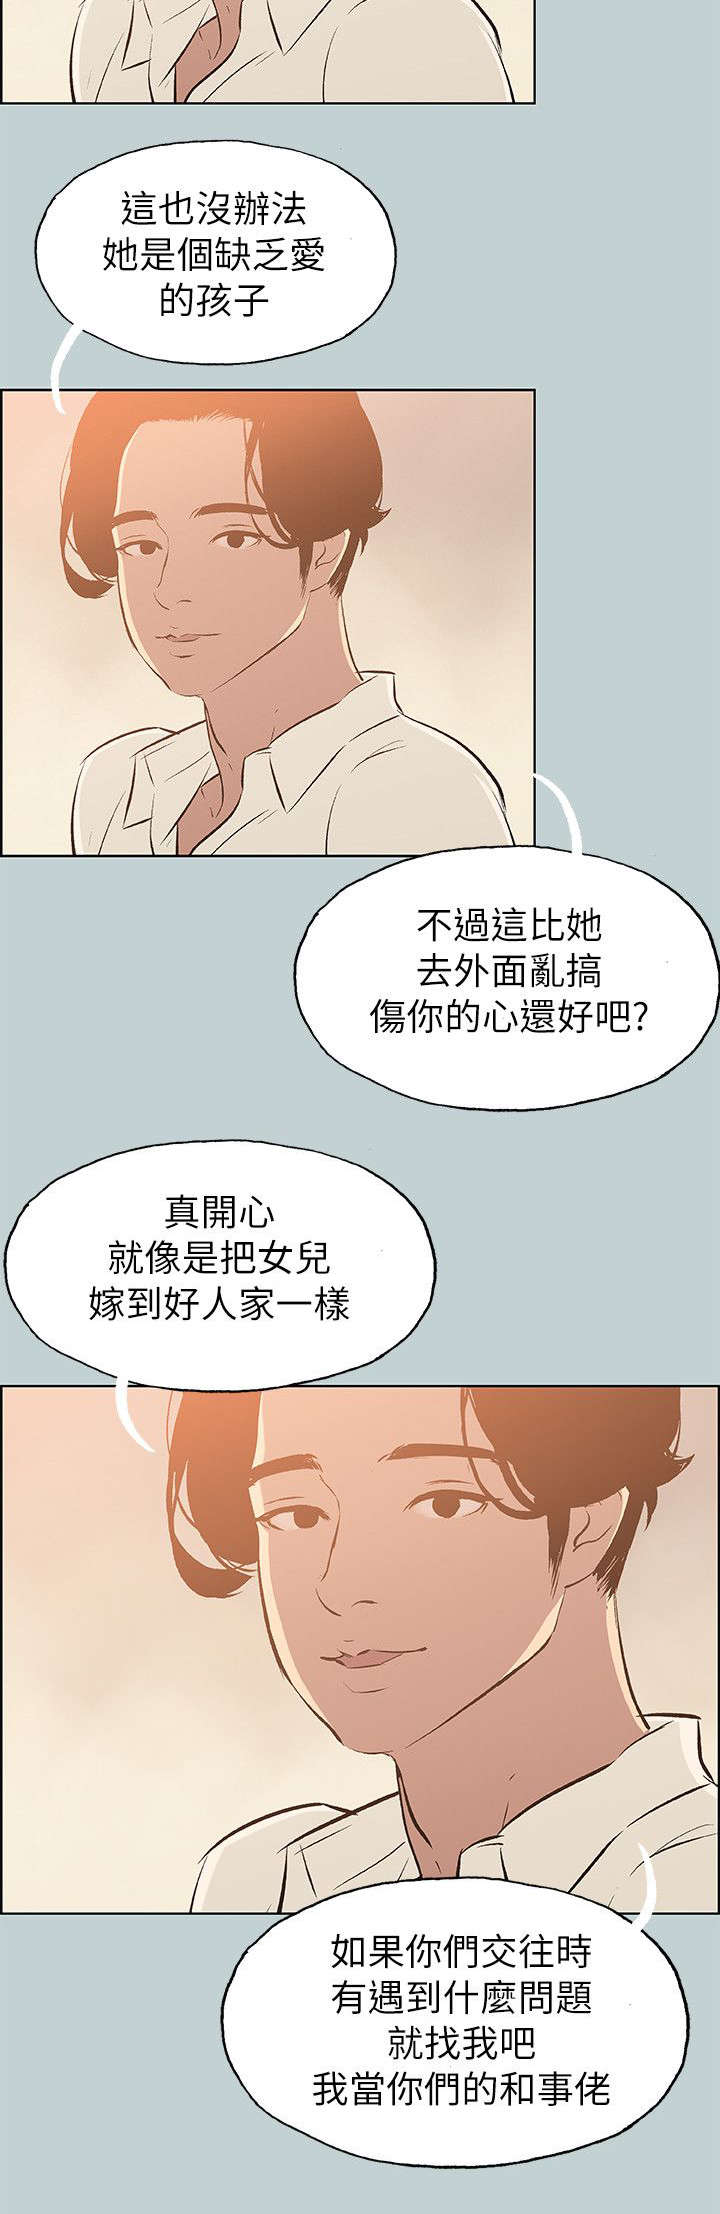 這也沒辦法
她是個缺乏愛
的孩子
不過這比她
去外面亂搞
傷你的心還好吧?
真開心
就像是把女兒
嫁到好人家一樣
如果你們交往時
有遇到什麼問題
就找我吧
我當你們的和事佬